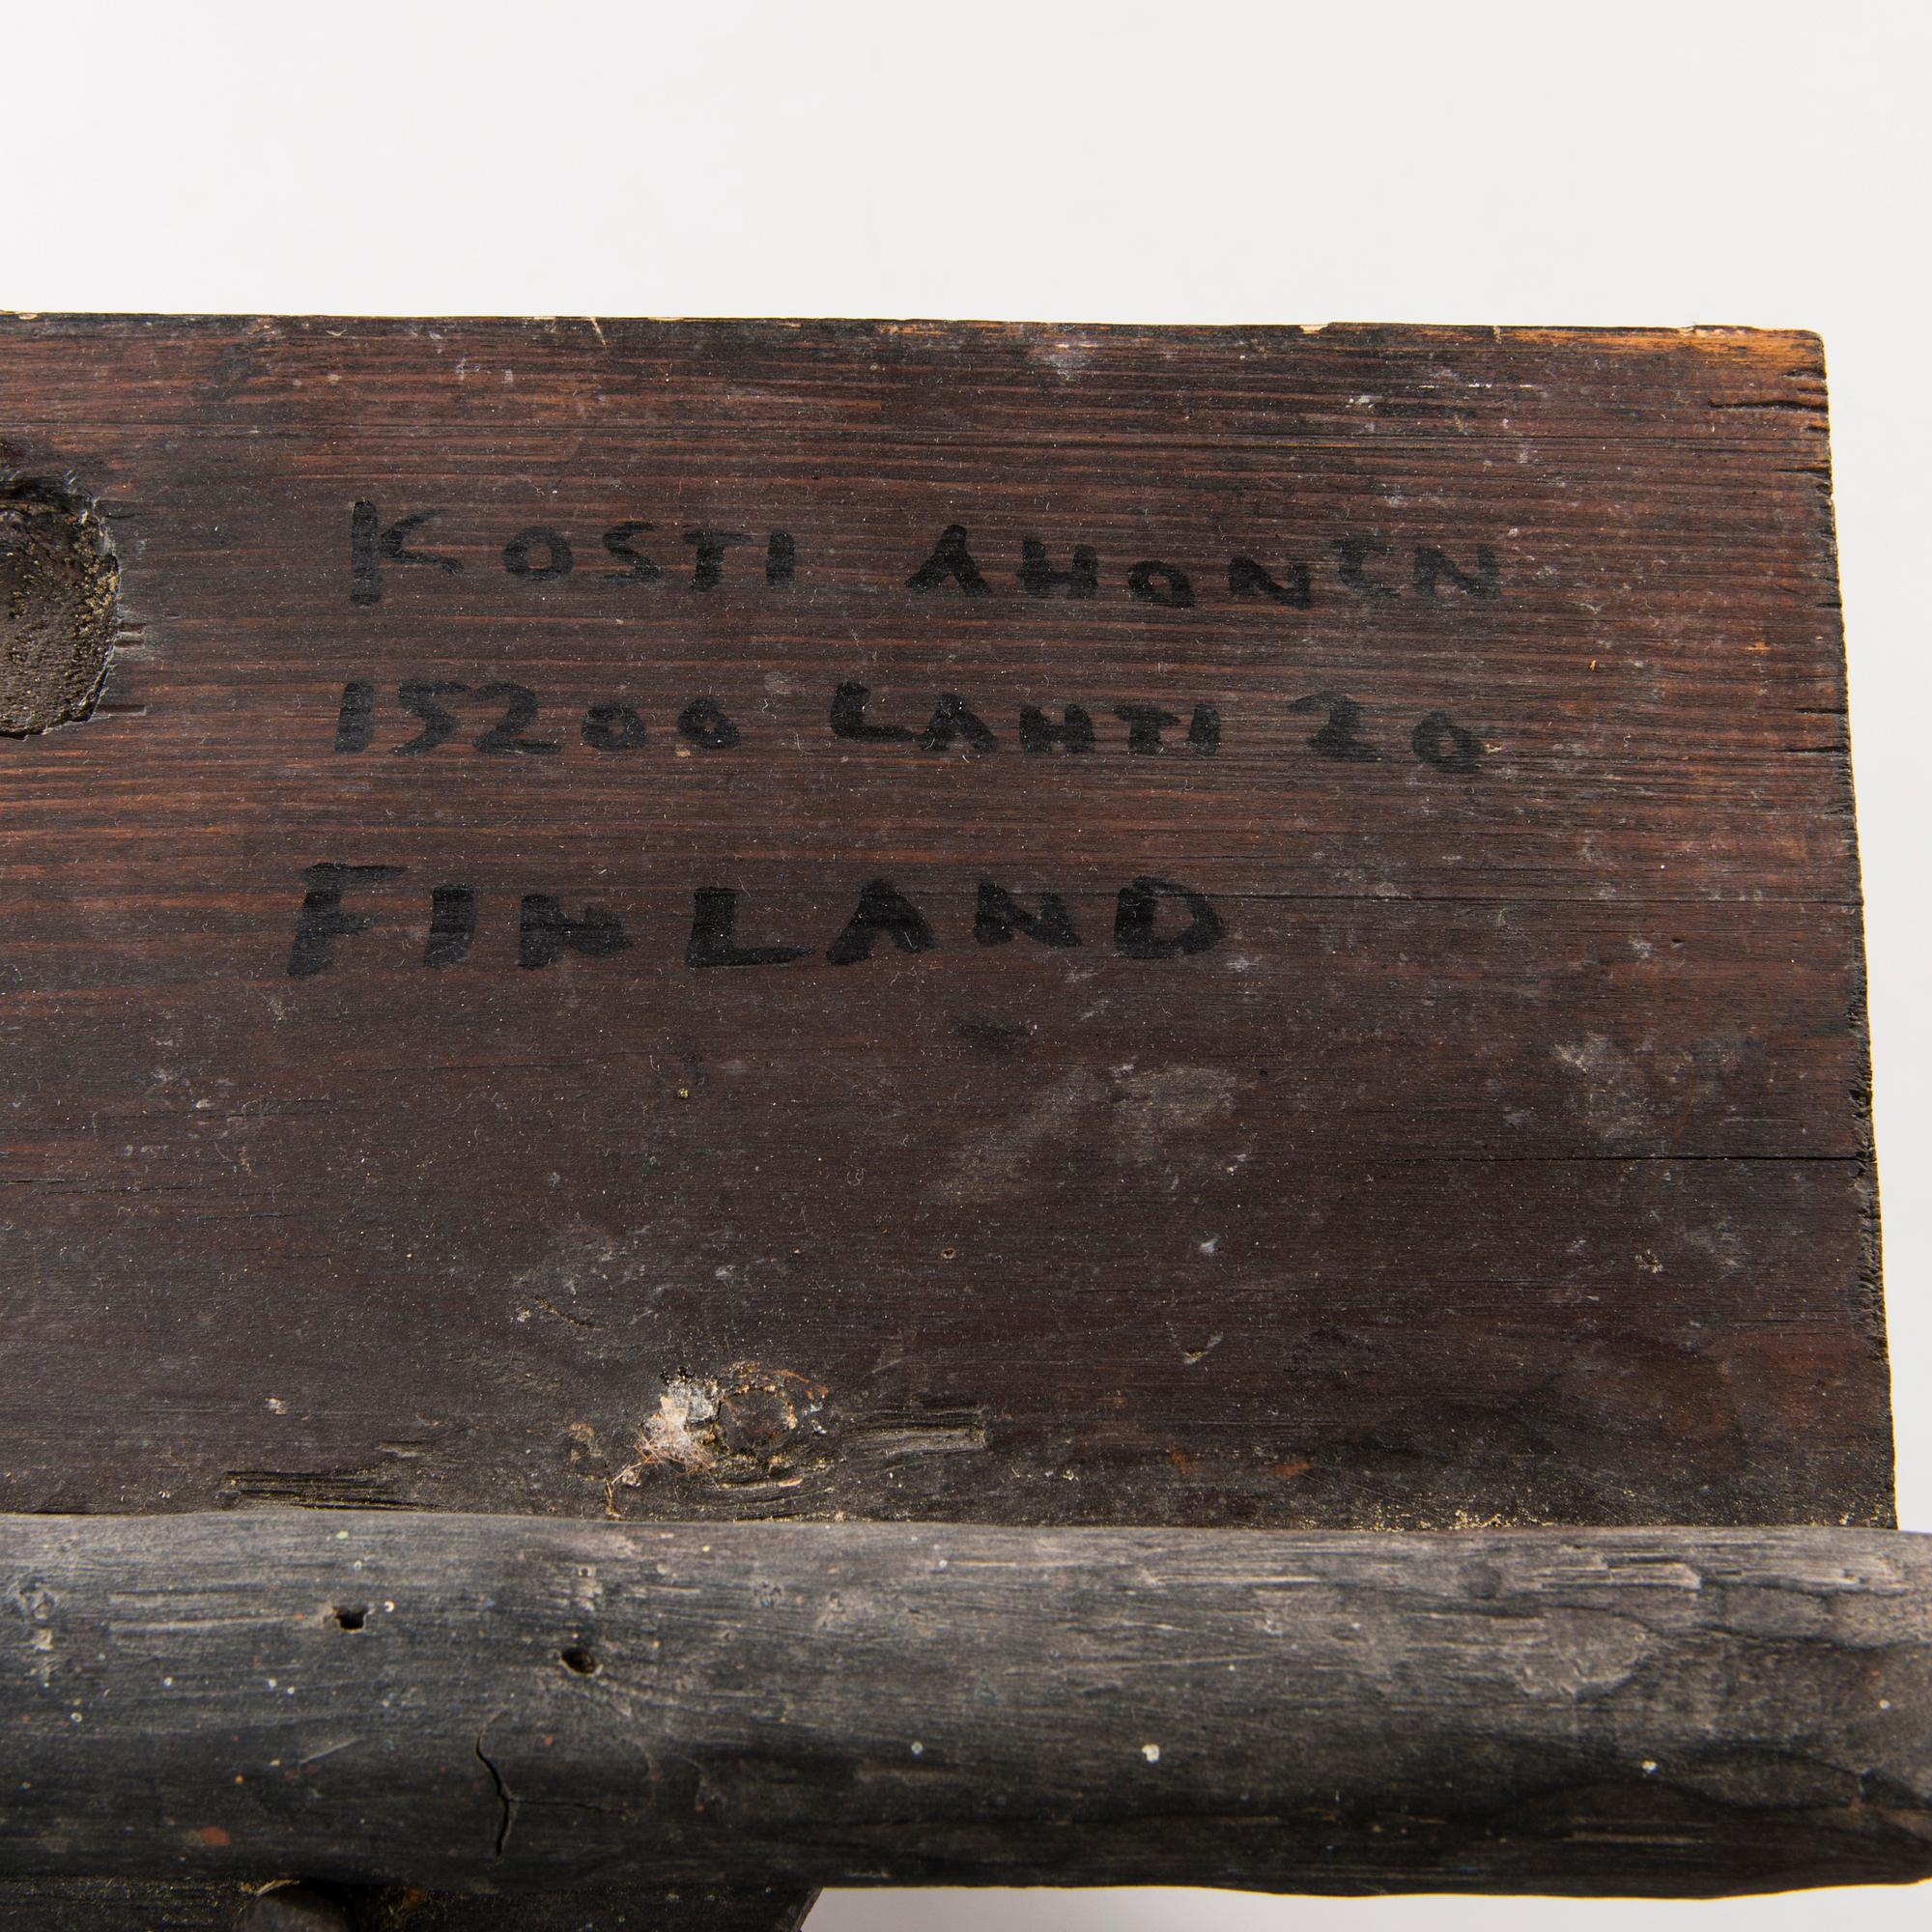 KOSTI AHONEN
15200 LAHTI 20
FINLAND